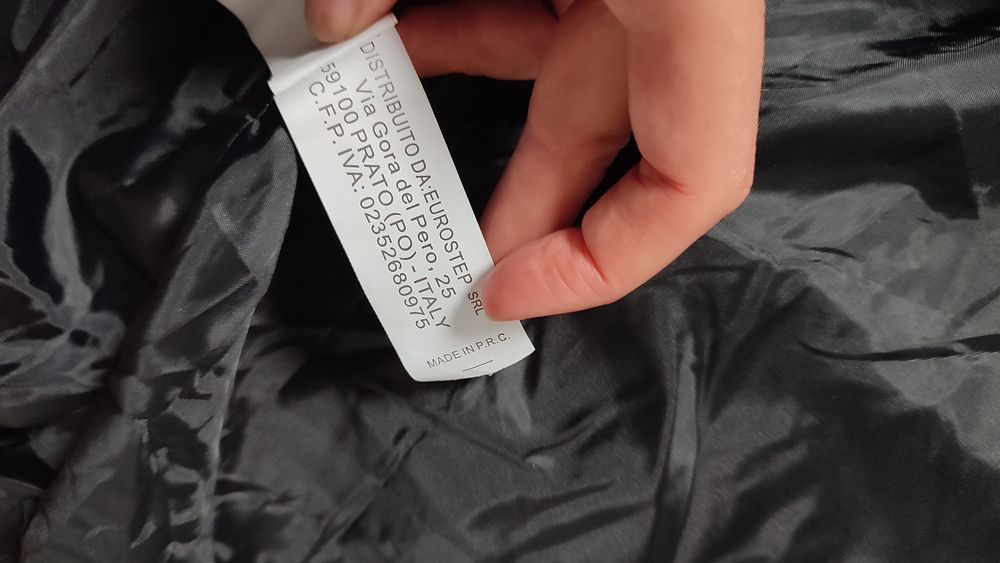 DISTRIBUITO DA:EUROSTEP SRL
Via Gora del Pero, 25
59100 PRATO (PO) - ITALY
C.F.P. IVA: 02352680975
MADE IN P.R.C.